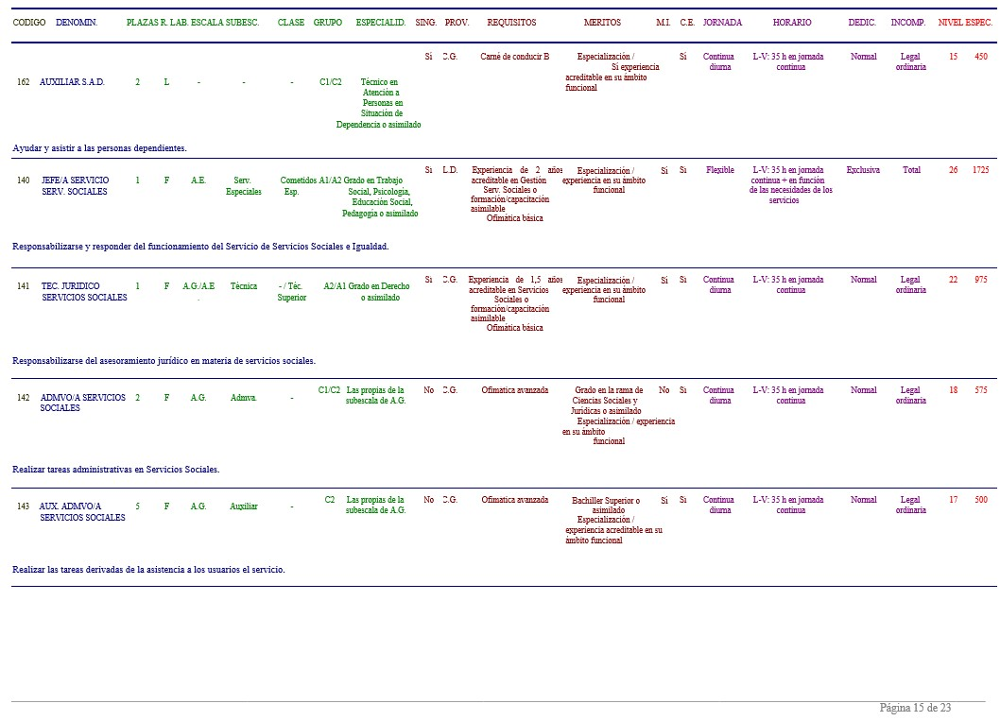 CODIGO DENOMIN. PLAZAS R. LAB. ESCALA SUBESC. CLASE GRUPO ESPECIALID. SING. PROV. REQUISITOS MERITOS M.I. C.E. JORNADA HORARIO DEDIC. INCOMP. NIVEL ESPEC.
Sí C.G. Carné de conducir B Especialización / Sí Continua L-V: 35 h en jornada Normal Legal 15 450
Sí experiencia diurna continua ordinaria
acreditable en su ámbito
162 AUXILIAR S.A.D. 2 L - - - C1/C2 Técnico en funcional
Atención a
Personas en
Situación de
Dependencia o asimilado
Ayudar y asistir a las personas dependientes.
Sí L.D. Experiencia de 2 años Especialización / Sí Sí Flexible L-V: 35 h en jornada Exclusiva Total 26 1725
140 JEFE/A SERVICIO 1 F A.E. Serv. Cometidos A1/A2 Grado en Trabajo acreditable en Gestión experiencia en su ámbito continua + en función
SERV. SOCIALES Especiales Esp. Social, Psicología, Serv. Sociales o funcional de las necesidades de los
Educación Social, formación/capacitación servicios
Pedagogía o asimilado asimilable
Ofimática básica
Responsabilizarse y responder del funcionamiento del Servicio de Servicios Sociales e Igualdad.
Sí C.G. Experiencia de 1,5 años Especialización / Sí Sí Continua L-V: 35 h en jornada Normal Legal 22 975
141 TEC. JURIDICO 1 F A.G./A.E Técnica - / Téc. A2/A1 Grado en Derecho acreditable en Servicios experiencia en su ámbito diurna continua ordinaria
SERVICIOS SOCIALES . Superior o asimilado Sociales o funcional
formación/capacitación
asimilable
Ofimática básica
Responsabilizarse del asesoramiento jurídico en materia de servicios sociales.
C1/C2 Las propias de la No C.G. Ofimática avanzada Grado en la rama de No Sí Continua L-V: 35 h en jornada Normal Legal 18 575
142 ADMVO/A SERVICIOS 2 F A.G. Admva. - subescala de A.G. Ciencias Sociales y diurna continua ordinaria
SOCIALES Jurídicas o asimilado
Especialización / experiencia
en su ámbito
funcional
Realizar tareas administrativas en Servicios Sociales.
C2 Las propias de la No C.G. Ofimática avanzada Bachiller Superior o Sí Sí Continua L-V: 35 h en jornada Normal Legal 17 500
143 AUX. ADMVO/A 5 F A.G. Auxiliar - subescala de A.G. asimilado diurna continua ordinaria
SERVICIOS SOCIALES Especialización /
experiencia acreditable en su
ámbito funcional
Realizar las tareas derivadas de la asistencia a los usuarios el servicio.
Página 15 de 23